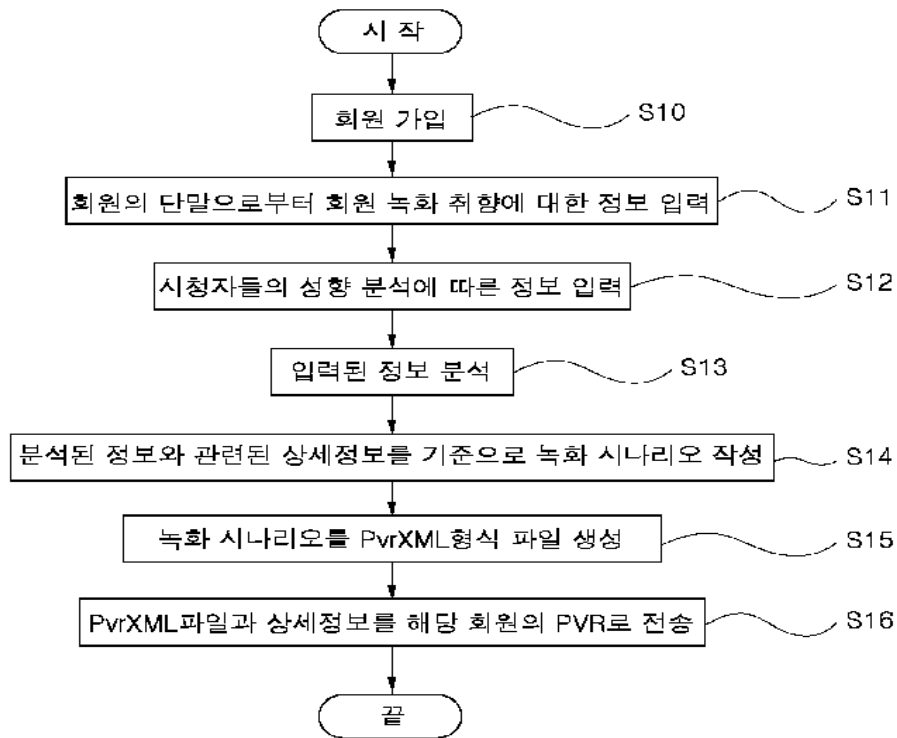 시 작
회원 가입
S10
회원의 단말으로부터 회원 녹화 취향에 대한 정보 입력
S11
시청자들의 성향 분석에 따른 정보 입력
S12
입력된 정보 분석
S13
분석된 정보와 관련된 상세정보를 기준으로 녹화 시나리오 작성
S14
녹화 시나리오를 PvrXML형식 파일 생성
S15
PvrXML파일과 상세정보를 해당 회원의 PVR로 전송
S16
끝